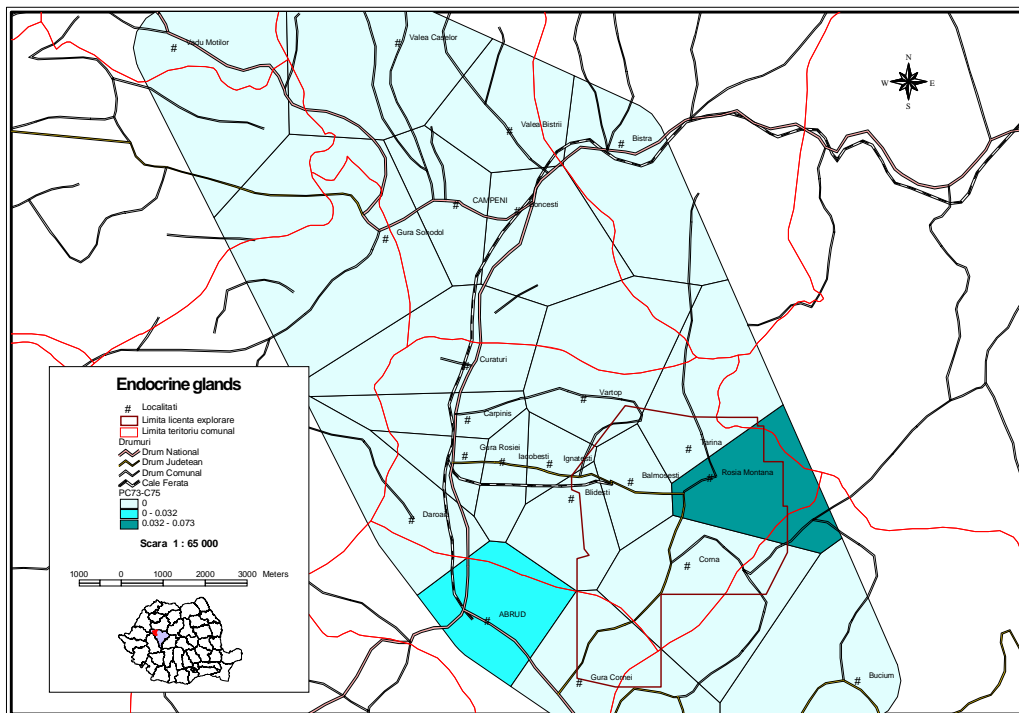 Vadu Motilor
Valea Caselor
N
W E
S
Valea Bistrii
Bistra
CAMPENI
Boncesti
Gura Sohodol
Curaturi
Vartop
Carpinis
Tarina
Gura Rosiei
Iacobesti
Ignatesti
Rosia Montana
Balmosesti
Blidesti
Daroaia
Corna
ABRUD
Gura Cornei
Bucium
Endocrine glands
# Localitati
Limita licenta explorare
Limita teritoriu comunal
Drumuri
Drum National
Drum Judetean
Drum Comunal
Cale Ferata
PC73-C75
0
0 - 0.032
0.032 - 0.073
Scara 1 : 65 000
1000 0 1000 2000 3000 Meters